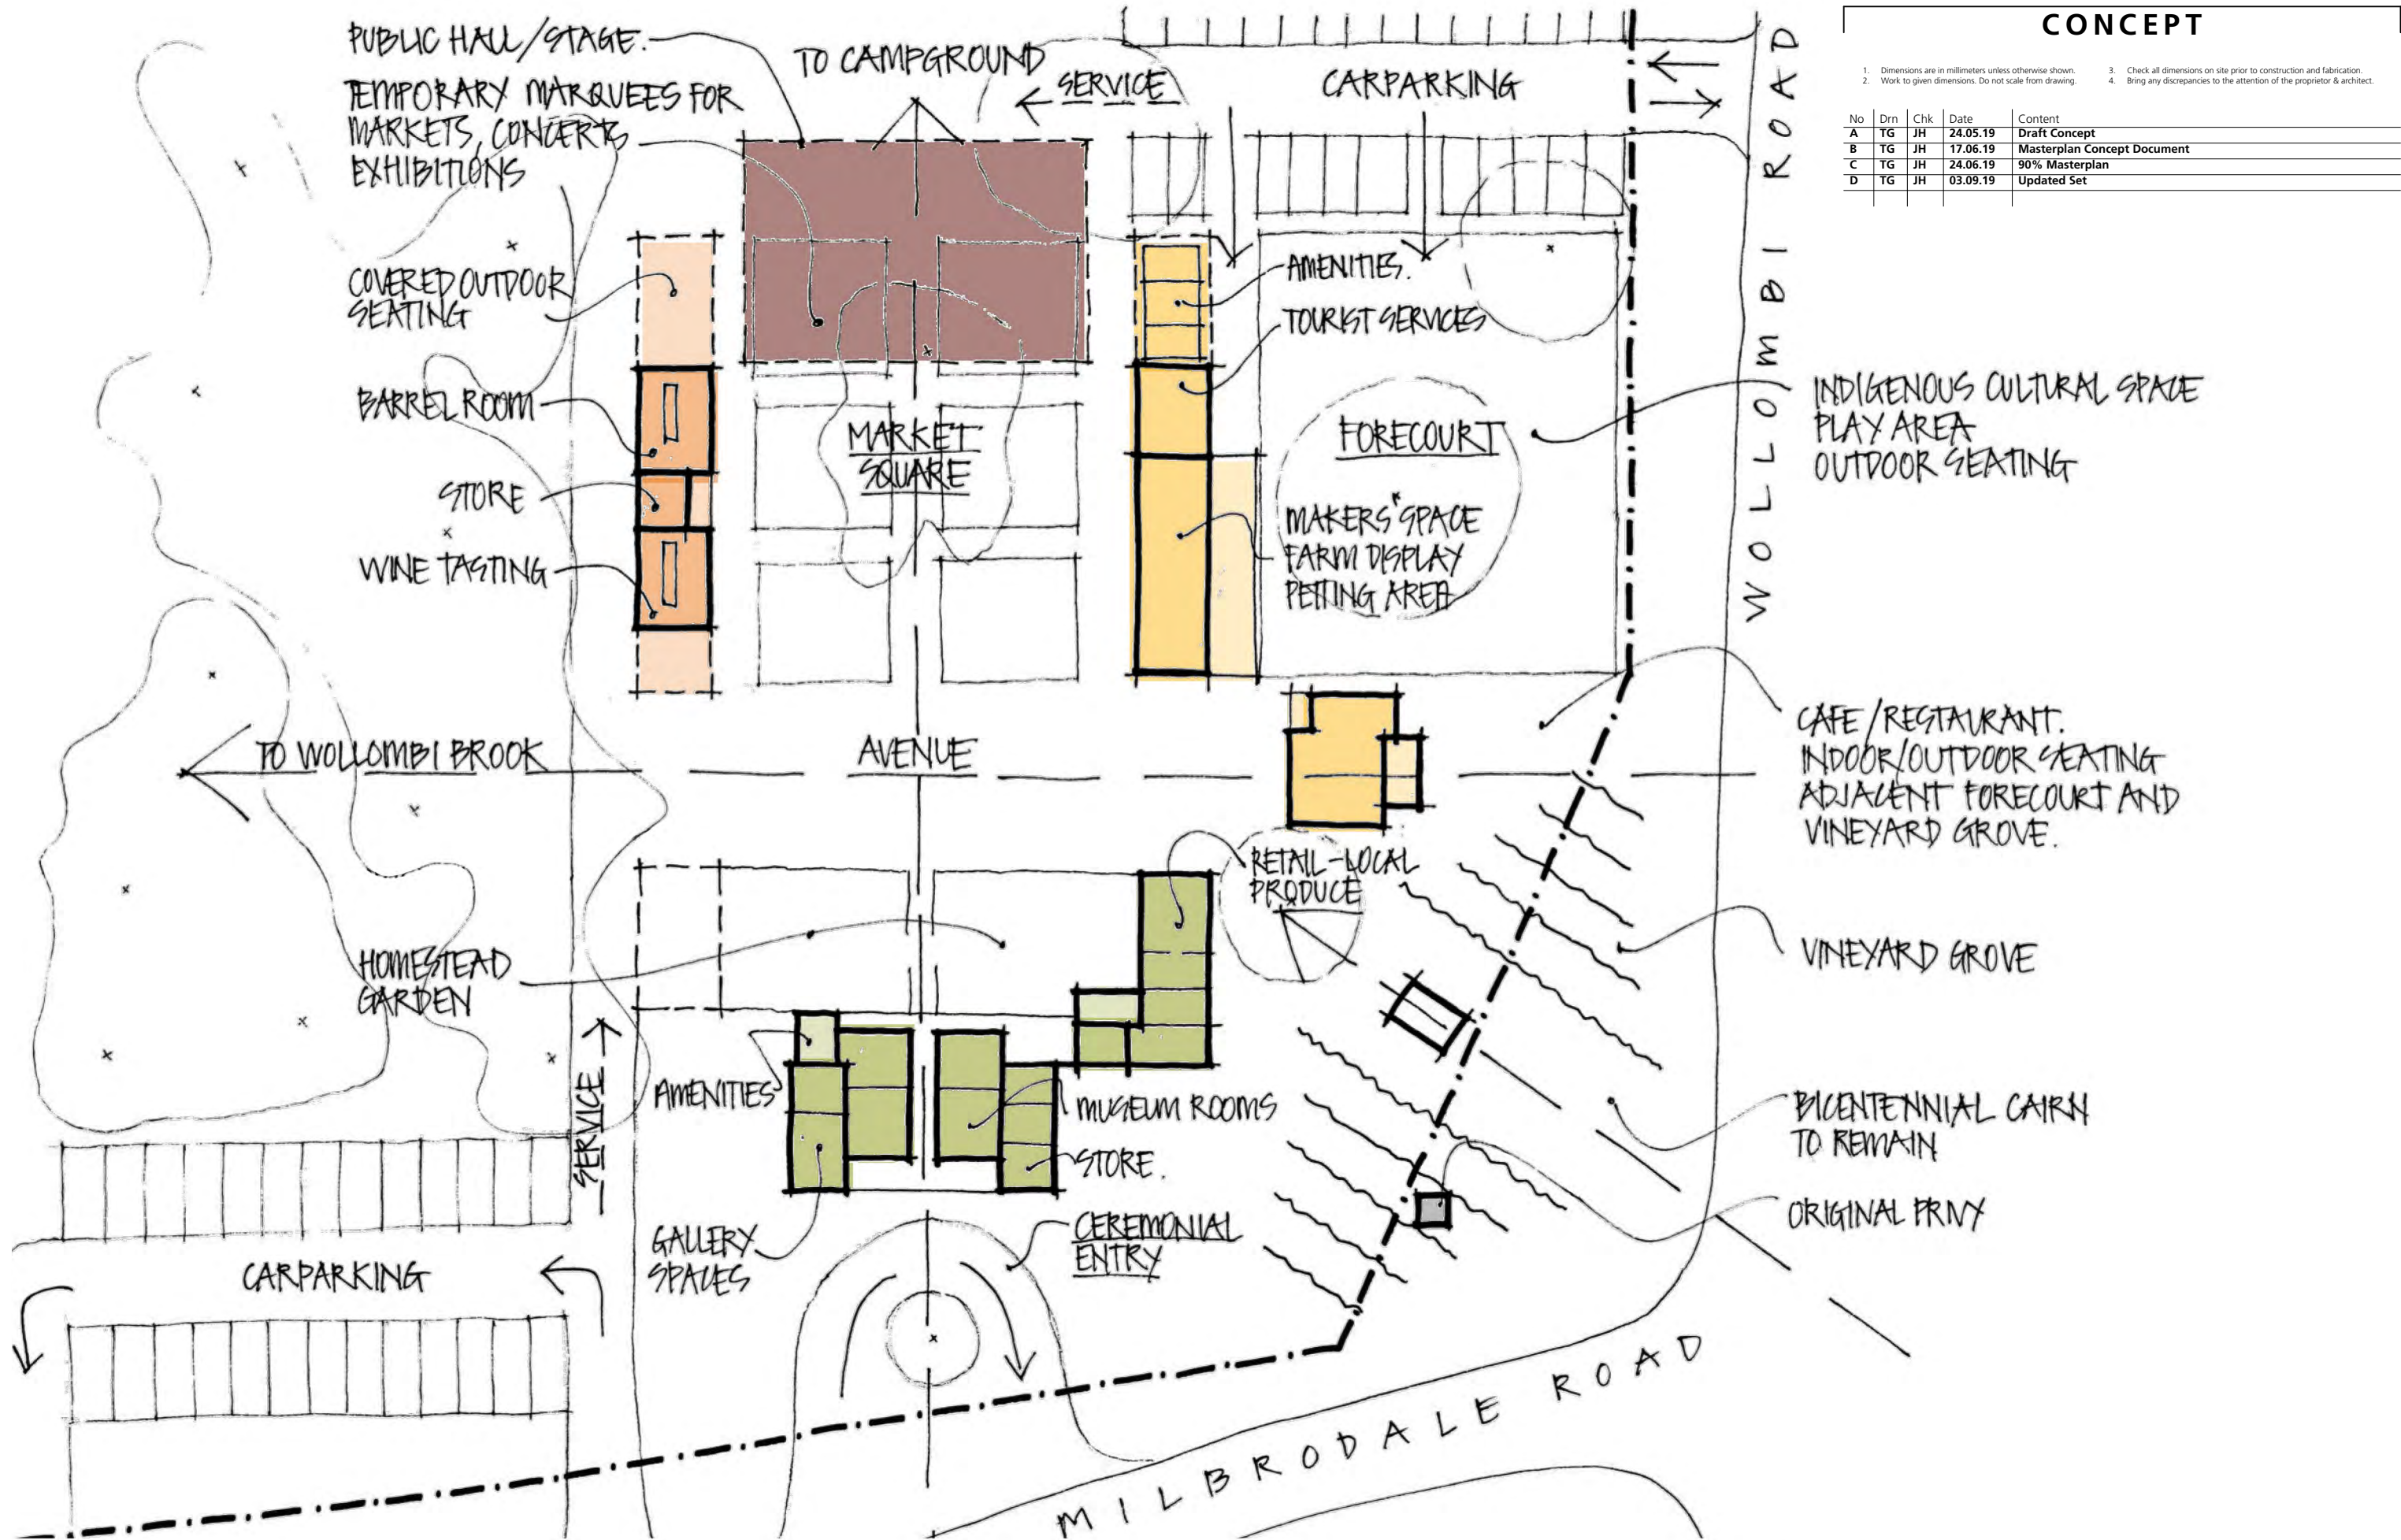 CONCEPT
1. Dimensions are in millimeters unless otherwise shown.
2. Work to given dimensions. Do not scale from drawing.
3. Check all dimensions on site prior to construction and fabrication.
4. Bring any discrepancies to the attention of the proprietor & architect.
No Drn Chk Date Content
A TG JH 24.05.19 Draft Concept
B TG JH 17.06.19 Masterplan Concept Document
C TG JH 24.06.19 90% Masterplan
D TG JH 03.09.19 Updated Set
PUBLIC HALL/STAGE.
TEMPORARY MARQUEES FOR
MARKETS, CONCERTS
EXHIBITIONS
TO CAMPGROUND
SERVICE
CARPARKING
WOLLOMBI ROAD
COVERED OUTDOOR
SEATING
BARREL ROOM
STORE
WINE TASTING
MARKET
SQUARE
AMENITIES.
TOURIST SERVICES
FORECOURT
MAKERS' SPACE
FARM DISPLAY
PETTING AREA
INDIGENOUS CULTURAL SPACE
PLAY AREA
OUTDOOR SEATING
TO WOLLOMBI BROOK
AVENUE
CAFE/RESTAURANT.
INDOOR/OUTDOOR SEATING
ADJACENT FORECOURT AND
VINEYARD GROVE.
RETAIL-LOCAL
PRODUCE
HOMESTEAD
GARDEN
VINEYARD GROVE
SERVICE
AMENITIES
MUSEUM ROOMS
STORE.
BICENTENNIAL CAIRN
TO REMAIN
ORIGINAL PRIVY
GALLERY
SPACES
CEREMONIAL
ENTRY
CARPARKING
MILBRODALE ROAD